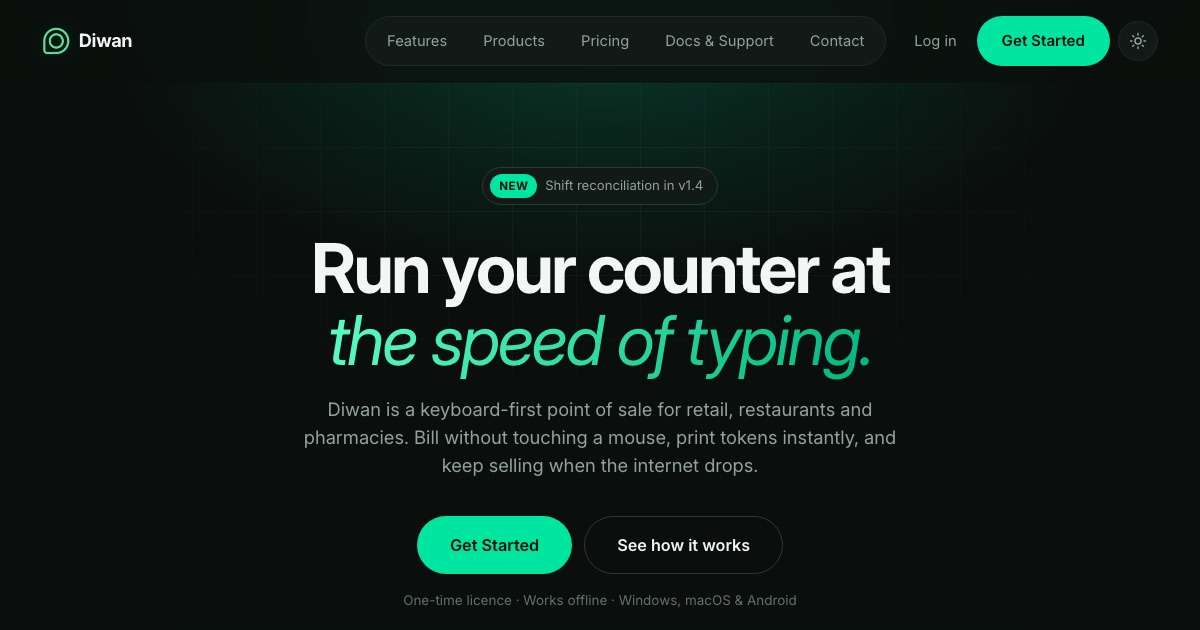 Diwan
Features
Products
Pricing
Docs & Support
Contact
Log in
Get Started
NEW Shift reconciliation in v1.4
Run your counter at
the speed of typing.
Diwan is a keyboard-first point of sale for retail, restaurants and
pharmacies. Bill without touching a mouse, print tokens instantly, and
keep selling when the internet drops.
Get Started
See how it works
One-time licence · Works offline · Windows, macOS & Android